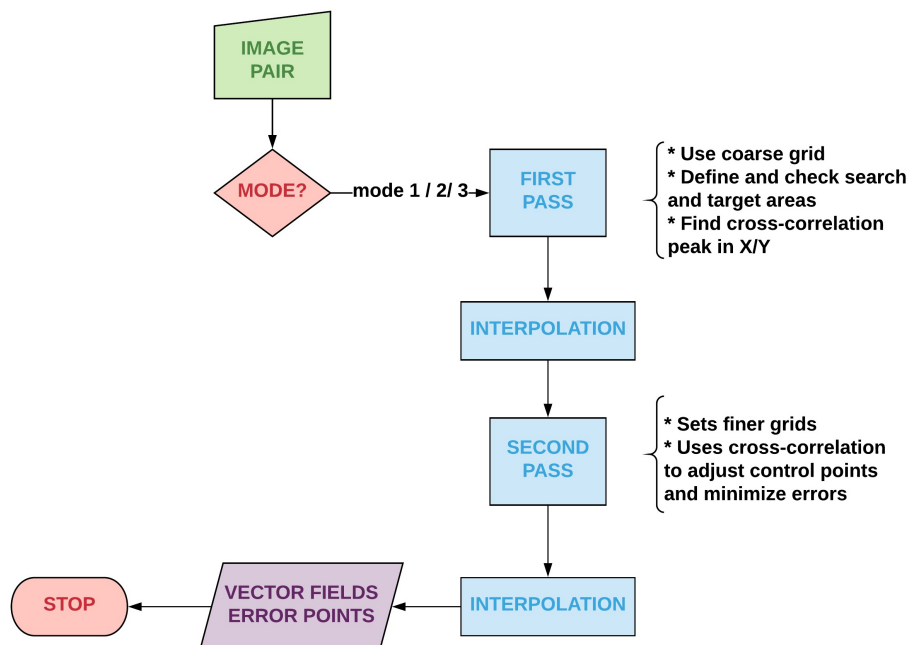 IMAGE
PAIR
MODE?
mode 1 / 2/ 3
FIRST
PASS
* Use coarse grid
* Define and check search
and target areas
* Find cross-correlation
peak in X/Y
INTERPOLATION
SECOND
PASS
* Sets finer grids
* Uses cross-correlation
to adjust control points
and minimize errors
INTERPOLATION
VECTOR FIELDS
ERROR POINTS
STOP